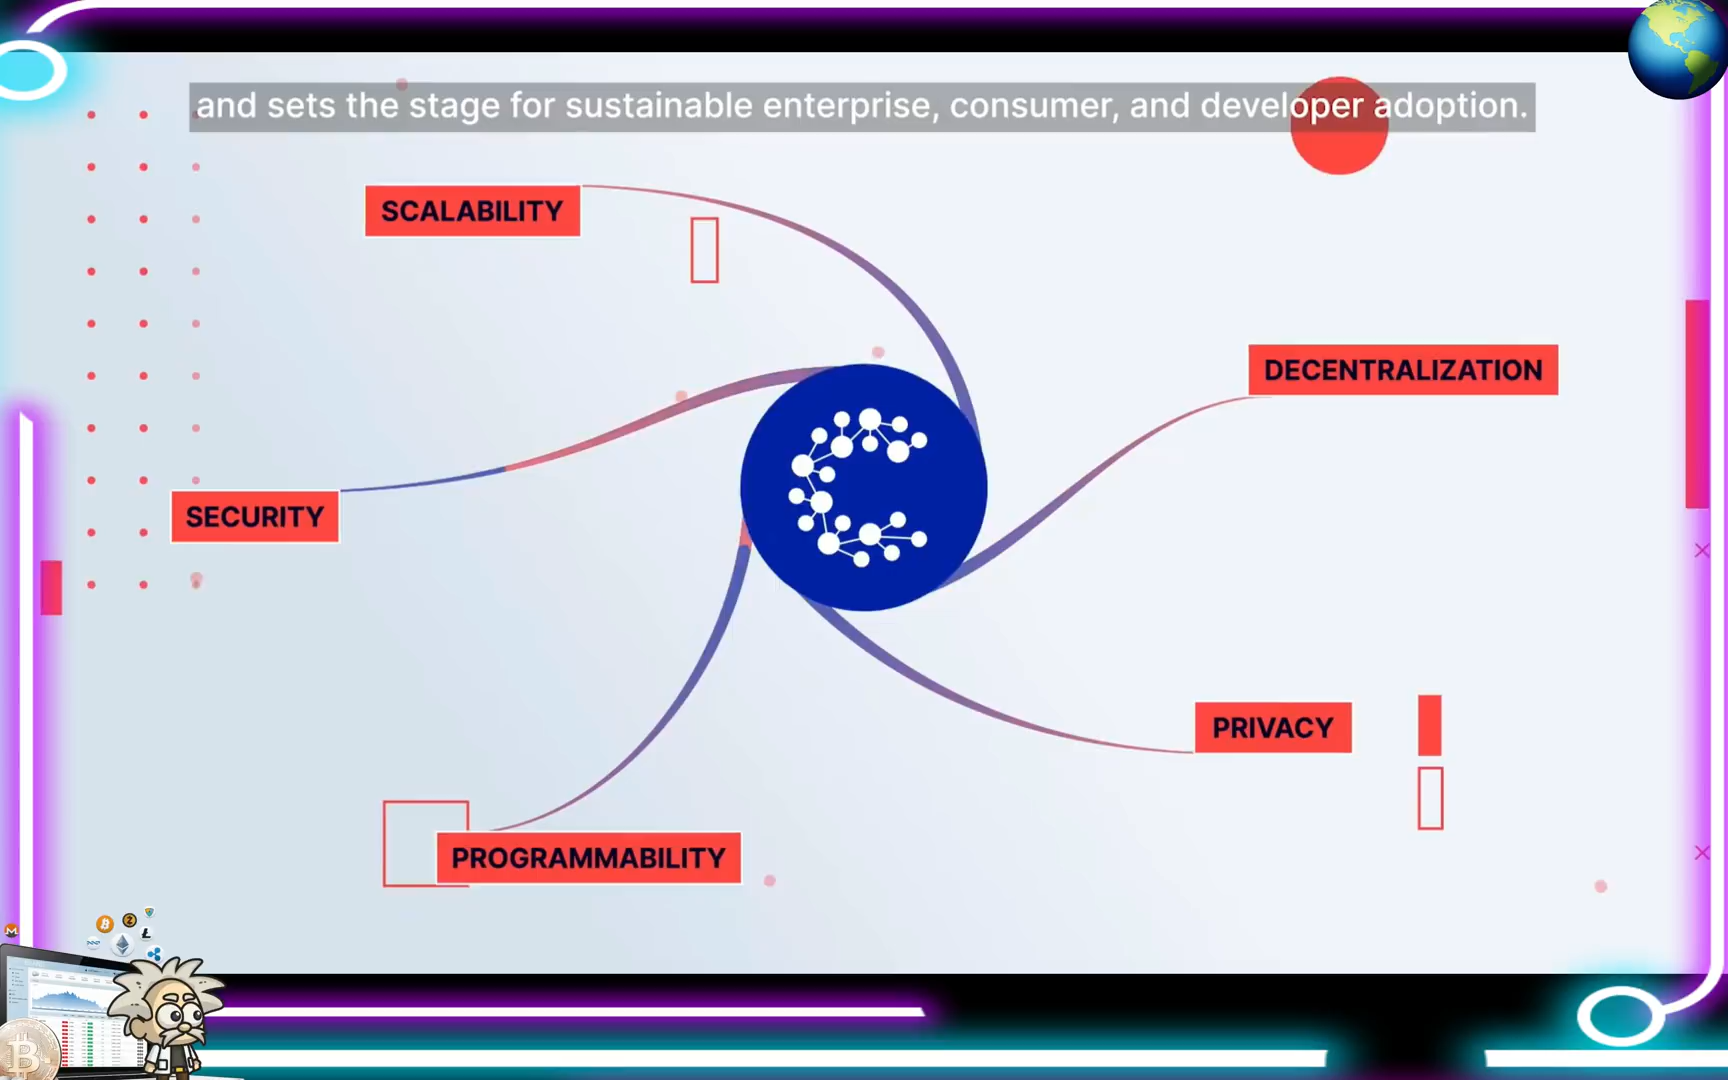 and sets the stage for sustainable enterprise, consumer, and developer adoption.
SCALABILITY
DECENTRALIZATION
SECURITY
PRIVACY
PROGRAMMABILITY